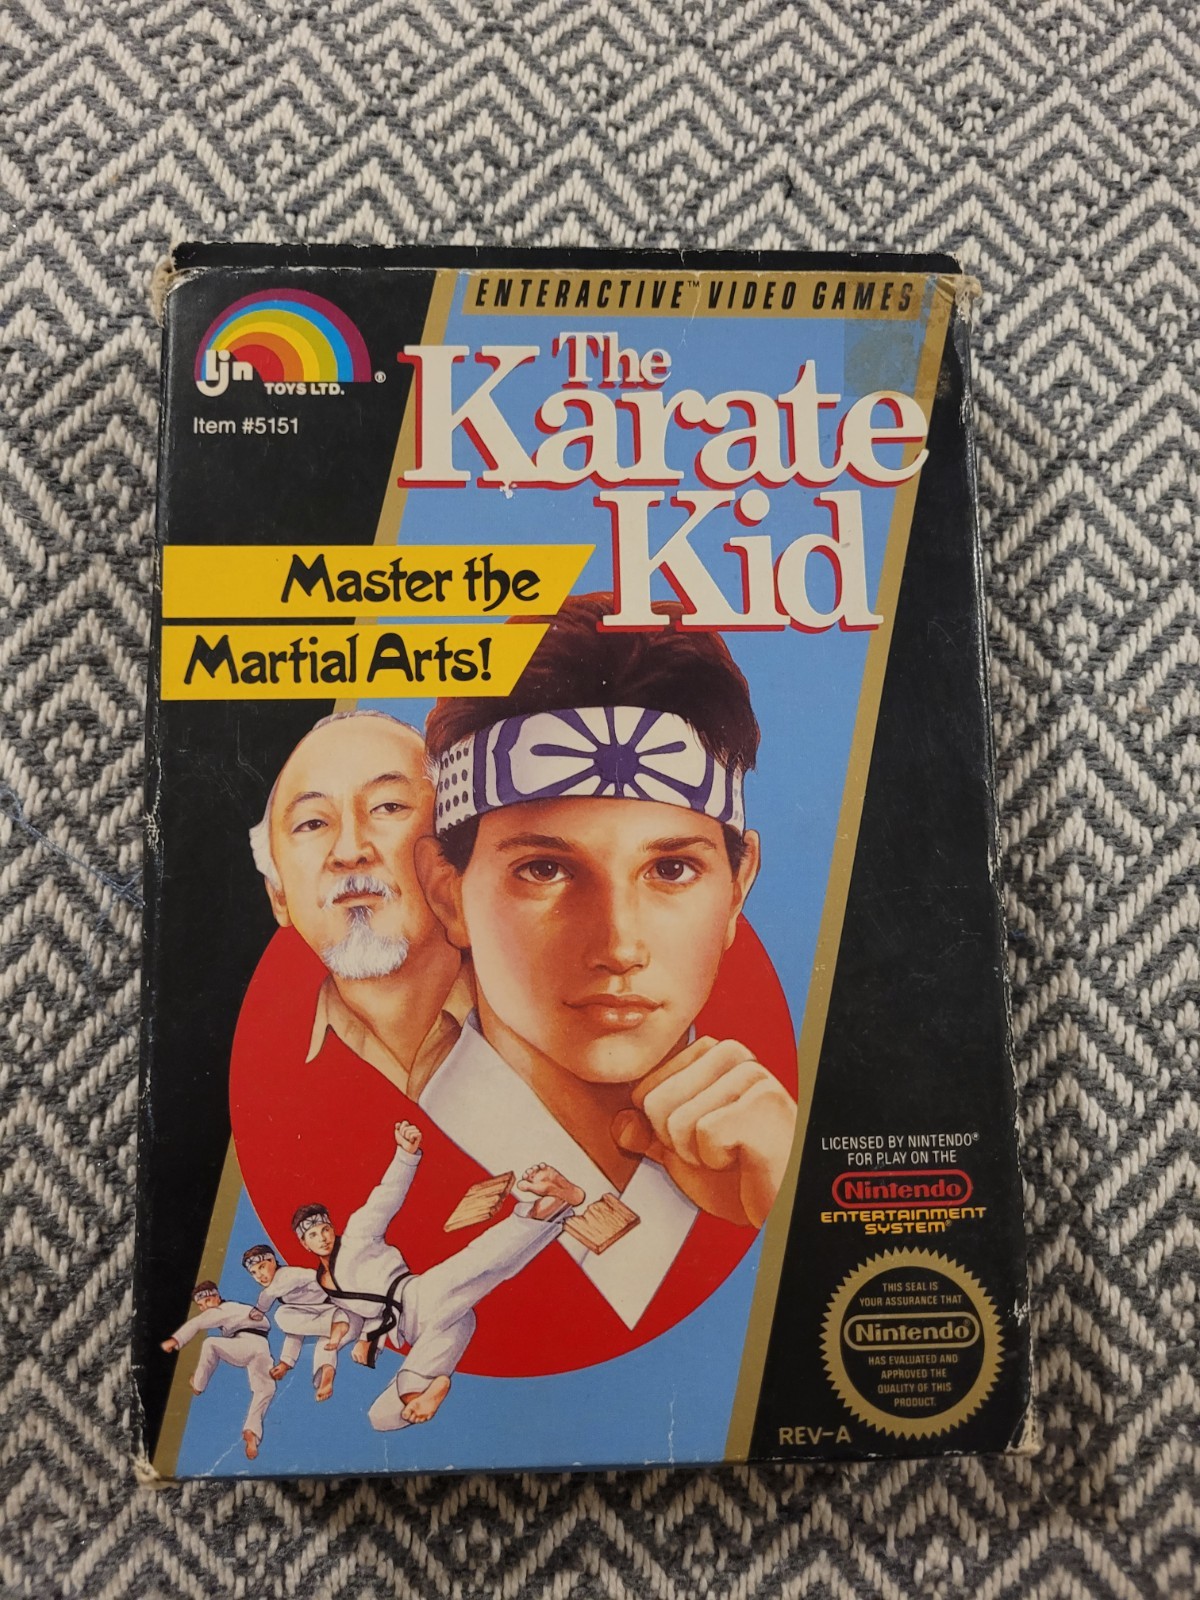 ENTERACTIVE™ VIDEO GAMES
ljn
TOYS LTD. ®
Item #5151
The
Karate
Kid
Master the
Martial Arts!
LICENSED BY NINTENDO®
FOR PLAY ON THE
Nintendo
ENTERTAINMENT
SYSTEM®
THIS SEAL IS
YOUR ASSURANCE THAT
Nintendo®
HAS EVALUATED AND
APPROVED THE
QUALITY OF THIS
PRODUCT.
REV-A